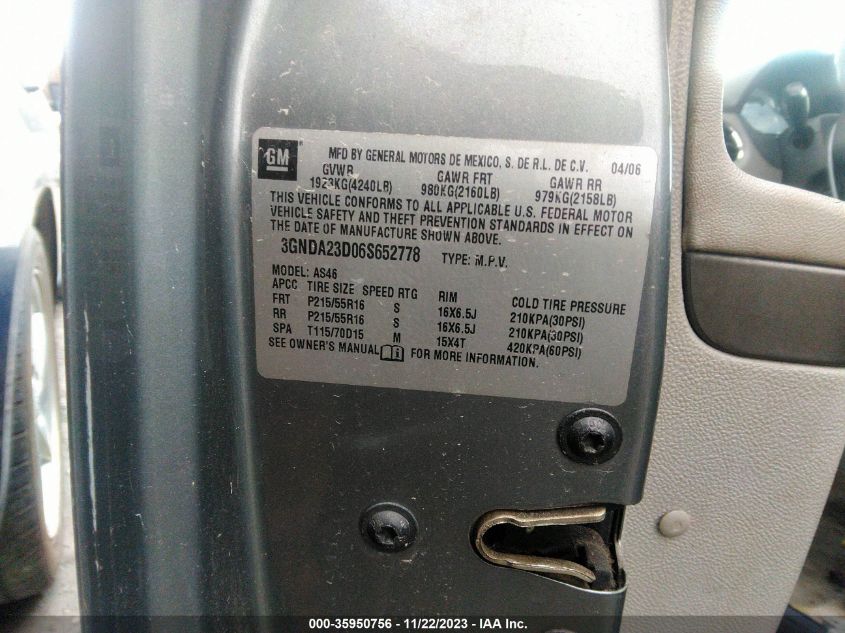 GM
MFD BY GENERAL MOTORS DE MEXICO, S. DE R.L. DE C.V. 04/06
GVWR GAWR FRT GAWR RR
1923KG(4240LB) 980KG(2160LB) 979KG(2158LB)
THIS VEHICLE CONFORMS TO ALL APPLICABLE U.S. FEDERAL MOTOR
VEHICLE SAFETY AND THEFT PREVENTION STANDARDS IN EFFECT ON
THE DATE OF MANUFACTURE SHOWN ABOVE.
3GNDA23D06S652778 TYPE: M.P.V.
MODEL: AS46
APCC TIRE SIZE SPEED RTG RIM COLD TIRE PRESSURE
FRT P215/55R16 S 16X6.5J 210KPA(30PSI)
RR P215/55R16 S 16X6.5J 210KPA(30PSI)
SPA T115/70D15 M 15X4T 420KPA(60PSI)
SEE OWNER'S MANUAL FOR MORE INFORMATION.
000-35950756 - 11/22/2023 - IAA Inc.